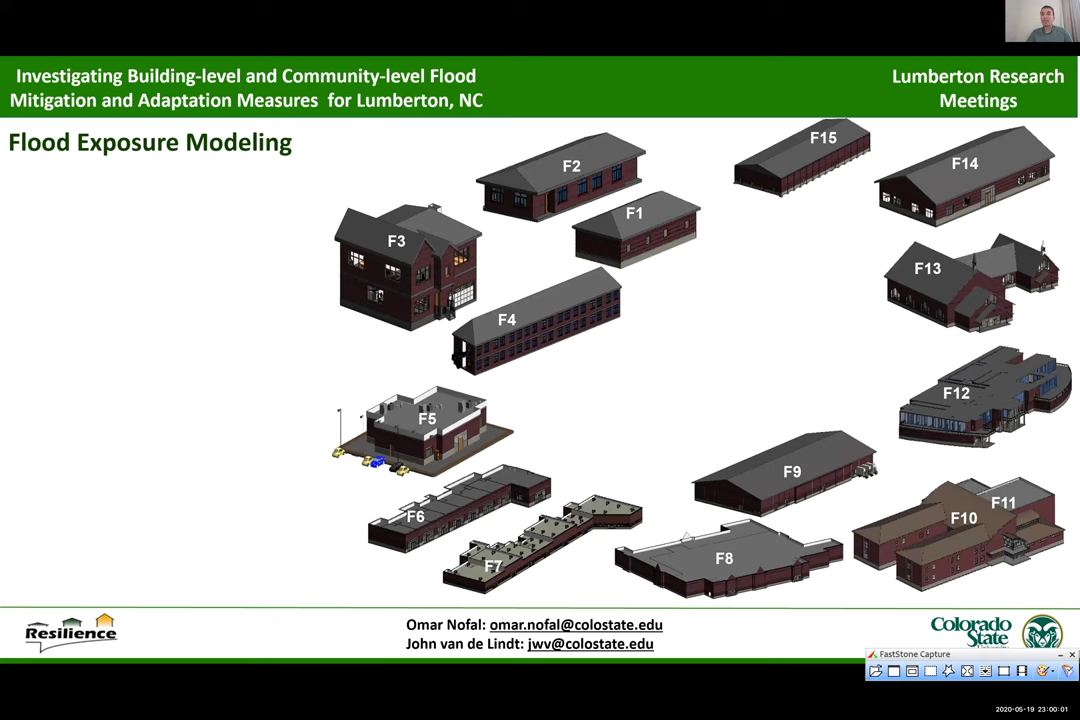 Investigating Building-level and Community-level Flood
Mitigation and Adaptation Measures for Lumberton, NC
Lumberton Research
Meetings
Flood Exposure Modeling
F2
F15
F14
F1
F3
F13
F4
F12
F5
F9
F6
F11
F10
F7
F8
Resilience
Omar Nofal: omar.nofal@colostate.edu
John van de Lindt: jwv@colostate.edu
Colorado
State
FastStone Capture
2020-05-19 23:00:01